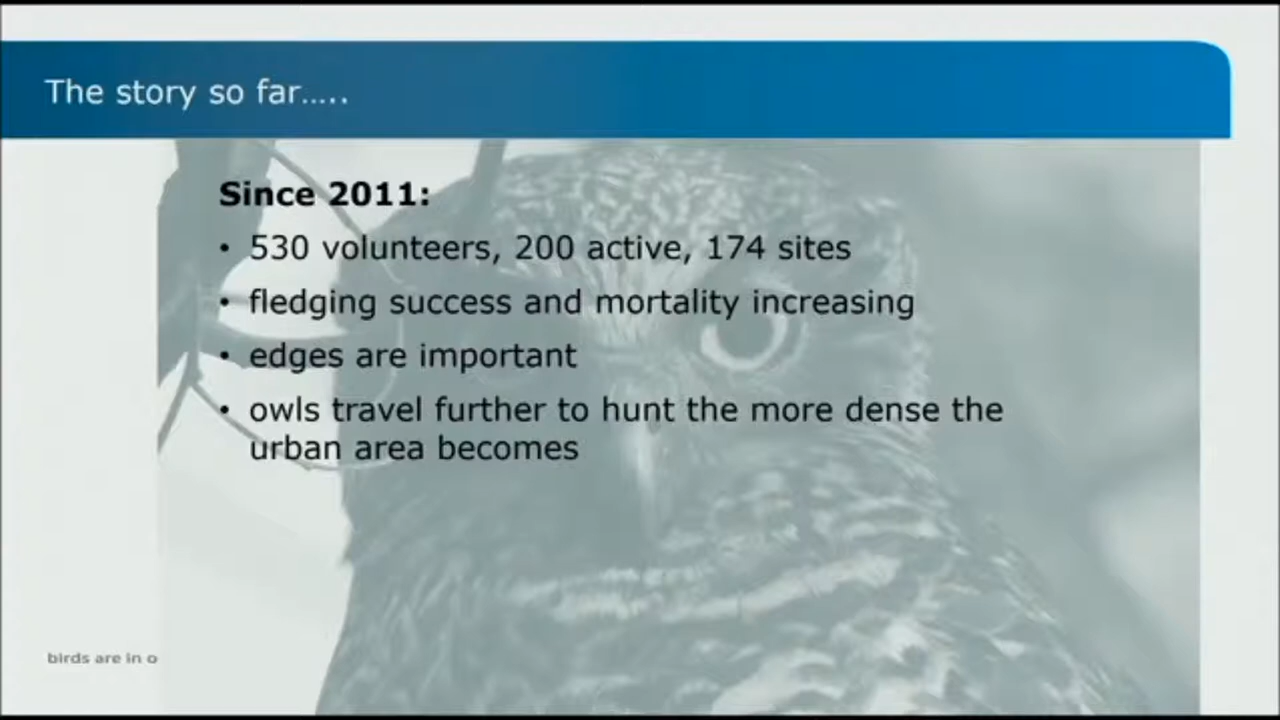 The story so far…..
Since 2011:
• 530 volunteers, 200 active, 174 sites
• fledging success and mortality increasing
• edges are important
• owls travel further to hunt the more dense the
urban area becomes
birds are in o